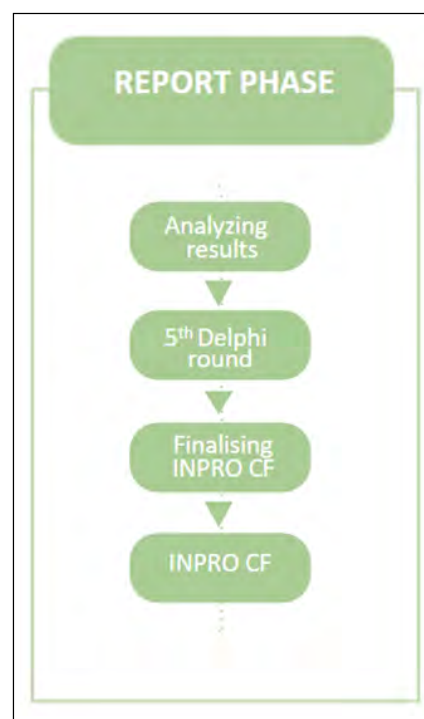 REPORT PHASE
Analyzing
results
5th Delphi
round
Finalising
INPRO CF
INPRO CF